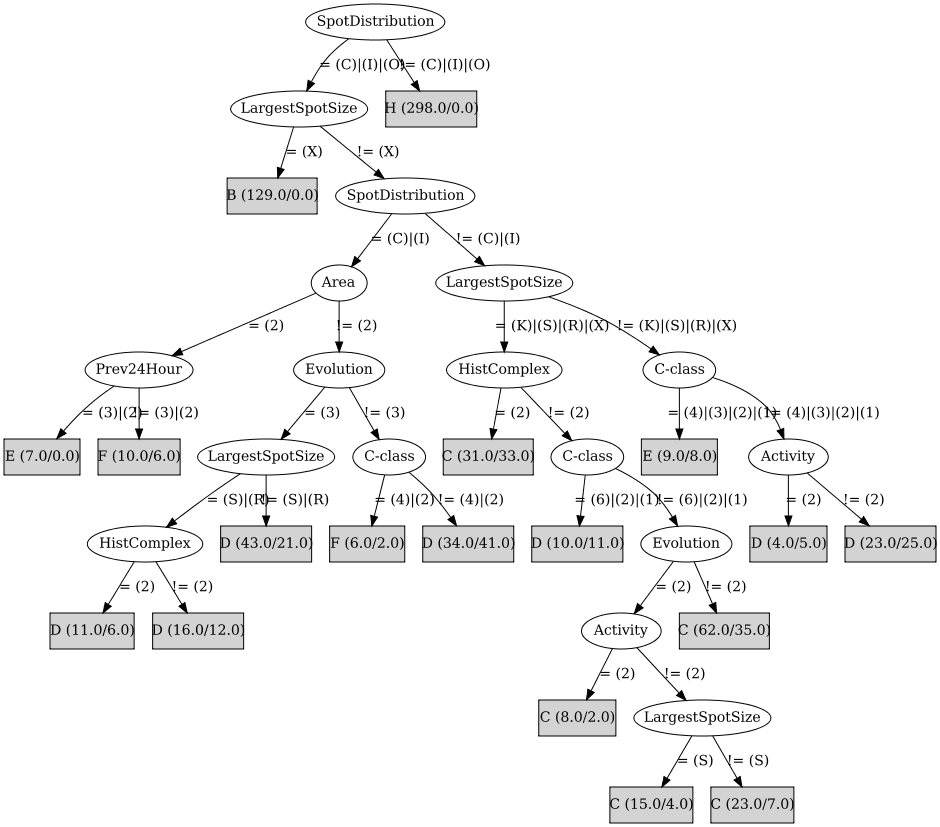 SpotDistribution
= (C)|(I)|(O)
!= (C)|(I)|(O)
LargestSpotSize
H (298.0/0.0)
= (X)
!= (X)
B (129.0/0.0)
SpotDistribution
= (C)|(I)
!= (C)|(I)
Area
LargestSpotSize
= (2)
!= (2)
= (K)|(S)|(R)|(X)
!= (K)|(S)|(R)|(X)
Prev24Hour
Evolution
HistComplex
C-class
= (3)|(2)
!= (3)|(2)
= (3)
!= (3)
= (2)
!= (2)
= (4)|(3)|(2)|(1)
!= (4)|(3)|(2)|(1)
E (7.0/0.0)
F (10.0/6.0)
LargestSpotSize
C-class
C (31.0/33.0)
C-class
E (9.0/8.0)
Activity
= (S)|(R)
!= (S)|(R)
= (4)|(2)
!= (4)|(2)
= (6)|(2)|(1)
!= (6)|(2)|(1)
= (2)
!= (2)
HistComplex
D (43.0/21.0)
F (6.0/2.0)
D (34.0/41.0)
D (10.0/11.0)
Evolution
D (4.0/5.0)
D (23.0/25.0)
= (2)
!= (2)
= (2)
!= (2)
D (11.0/6.0)
D (16.0/12.0)
Activity
C (62.0/35.0)
= (2)
!= (2)
C (8.0/2.0)
LargestSpotSize
= (S)
!= (S)
C (15.0/4.0)
C (23.0/7.0)